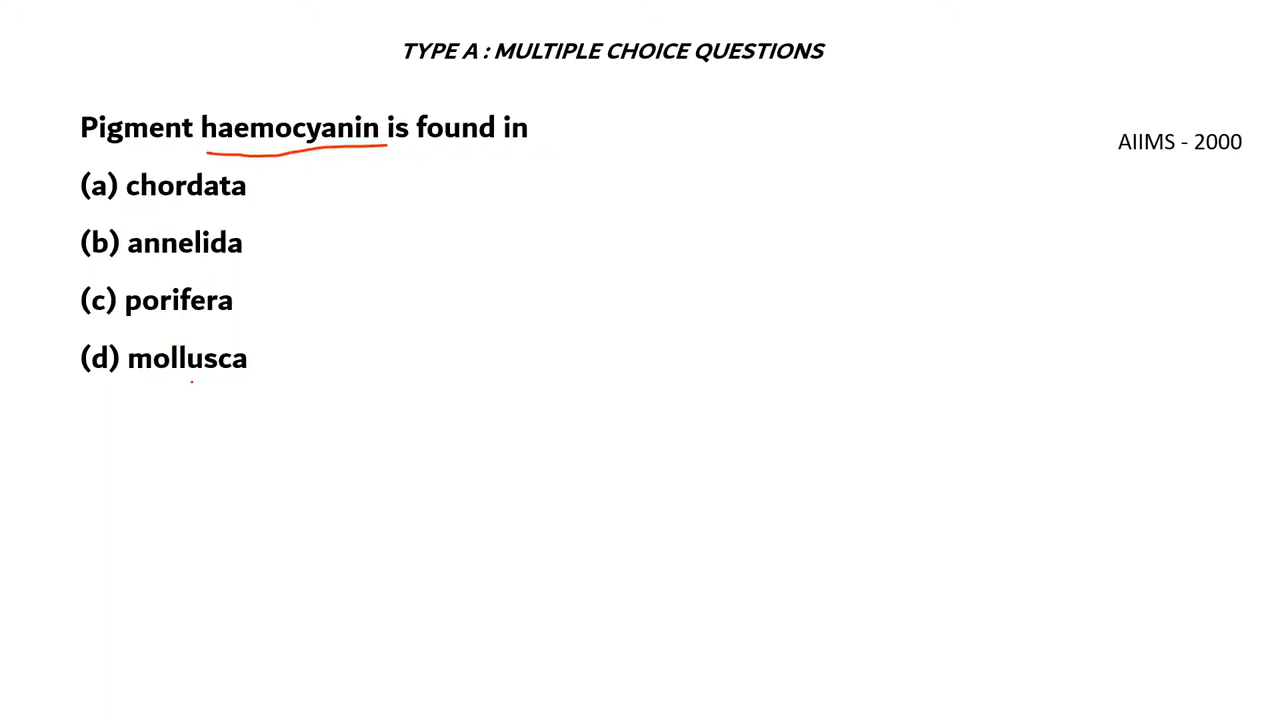 TYPE A : MULTIPLE CHOICE QUESTIONS
Pigment haemocyanin is found in
AIIMS - 2000
(a) chordata
(b) annelida
(c) porifera
(d) mollusca